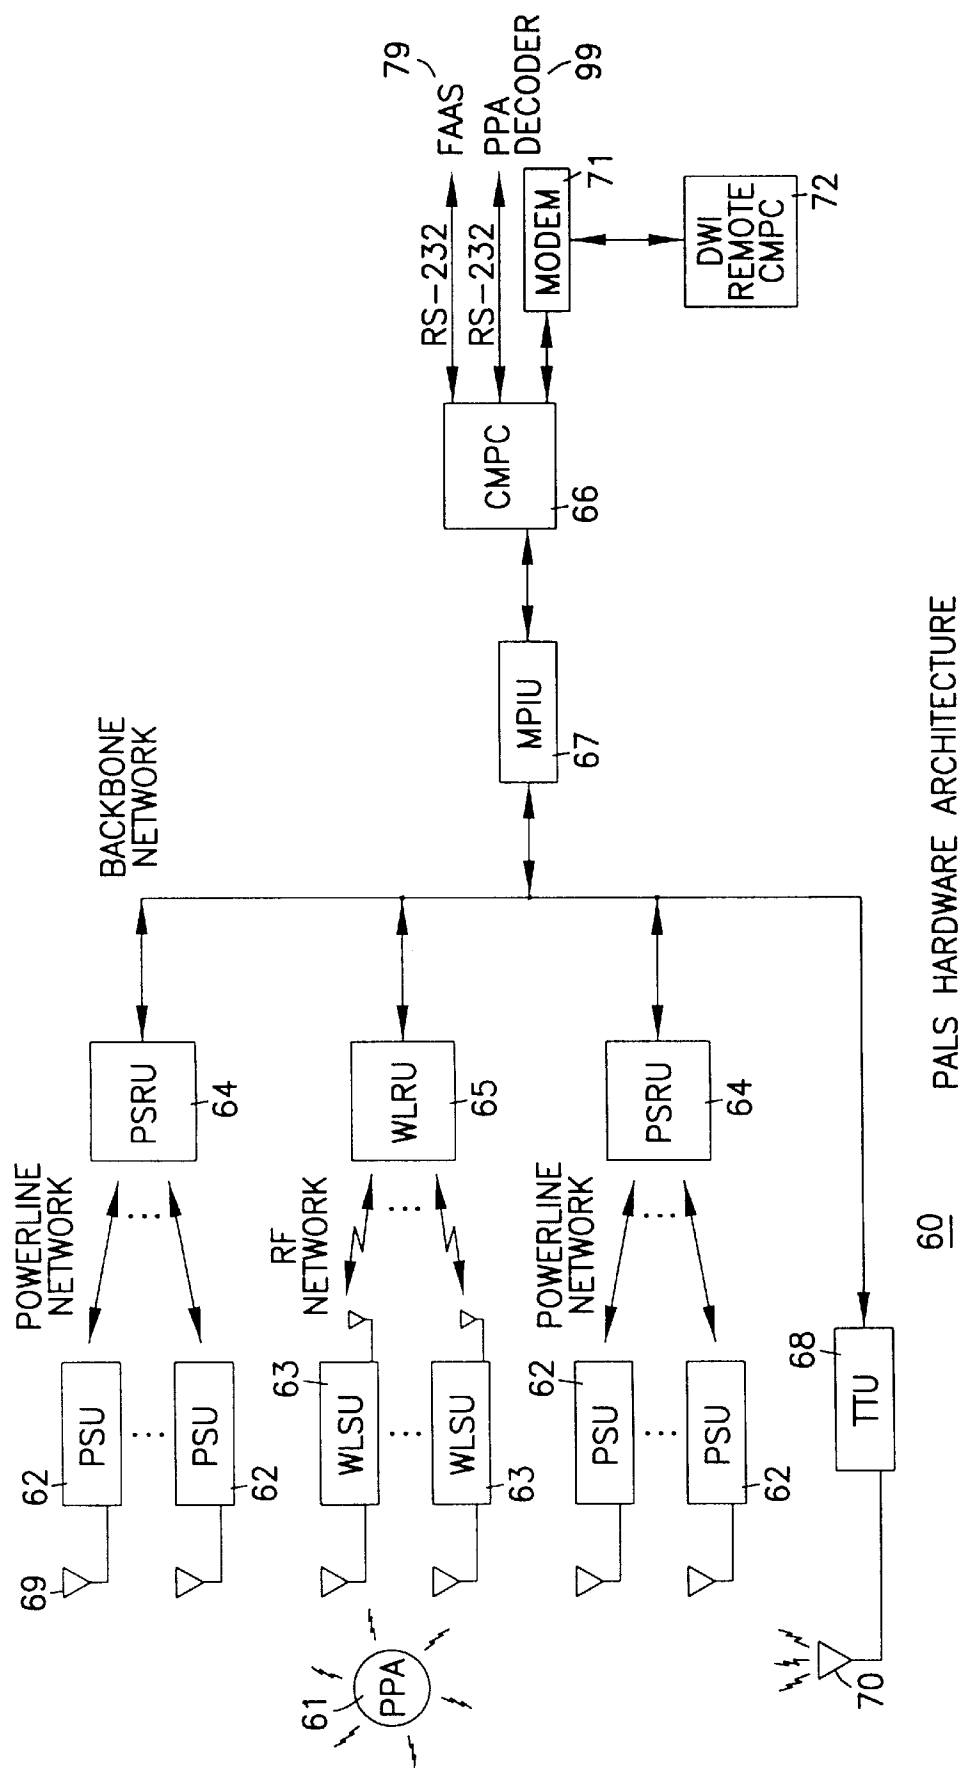 BACKBONE
NETWORK
POWERLINE
NETWORK
69
62
PSU
...
PSU
62
...
PSRU
64
RF
NETWORK
61
PPA
63
WLSU
...
WLSU
63
...
WLRU
65
POWERLINE
NETWORK
62
PSU
...
PSU
62
...
PSRU
64
70
68
TTU
MPIU
67
CMPC
66
RS-232
FAAS
79
RS-232
PPA
DECODER
99
MODEM
71
DWI
REMOTE
CMPC
72
60
PALS HARDWARE ARCHITECTURE